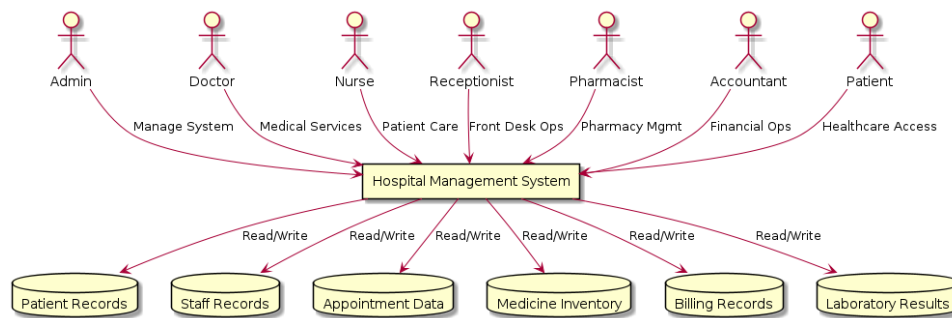 Admin
Doctor
Nurse
Receptionist
Pharmacist
Accountant
Patient
Manage System
Medical Services
Patient Care
Front Desk Ops
Pharmacy Mgmt
Financial Ops
Healthcare Access
Hospital Management System
Read/Write
Read/Write
Read/Write
Read/Write
Read/Write
Read/Write
Patient Records
Staff Records
Appointment Data
Medicine Inventory
Billing Records
Laboratory Results